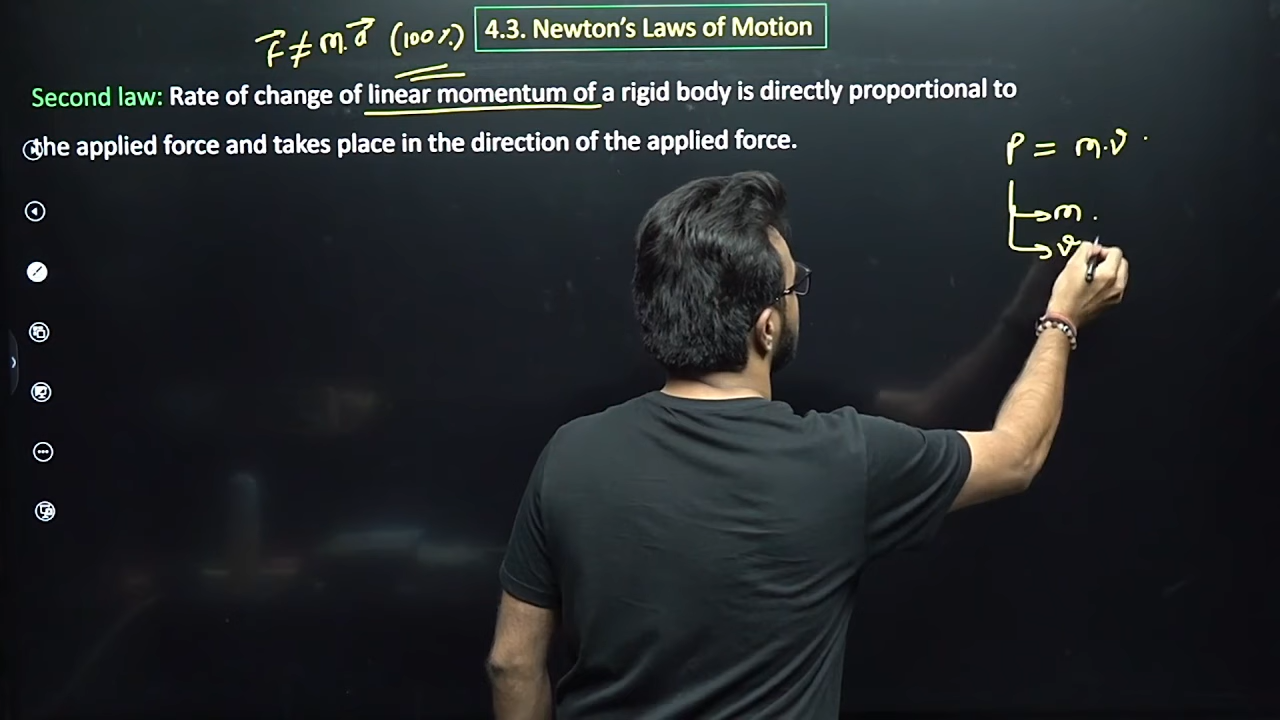 4.3. Newton's Laws of Motion
F⃗ ≠ m.a⃗ (100%)
Second law: Rate of change of linear momentum of a rigid body is directly proportional to
the applied force and takes place in the direction of the applied force.
P = m.v
→ m.
→ v